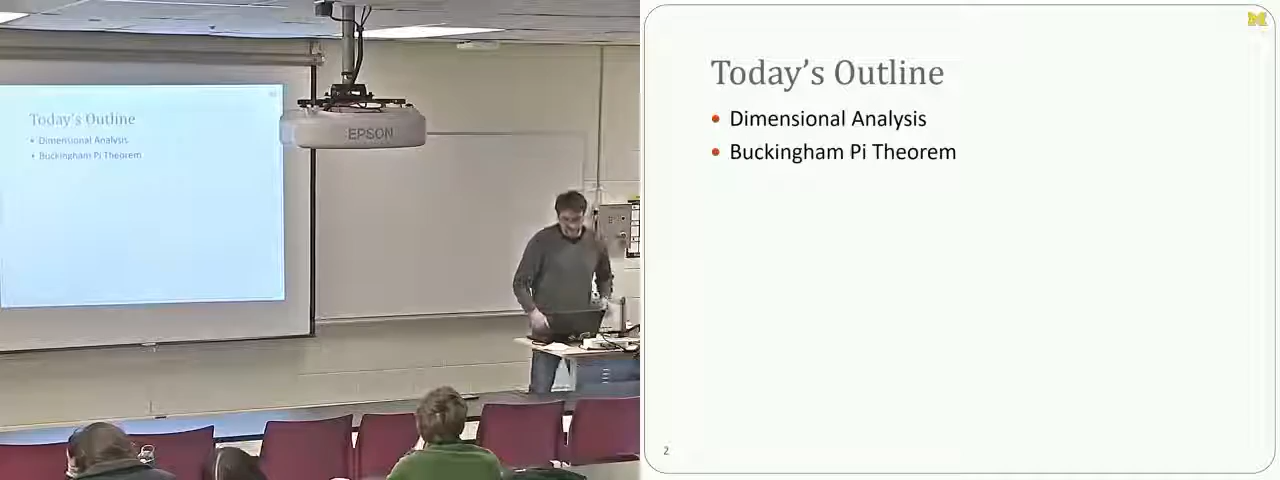 Today's Outline
• Dimensional Analysis
• Buckingham Pi Theorem
EPSON
Today's Outline
• Dimensional Analysis
• Buckingham Pi Theorem
2
M